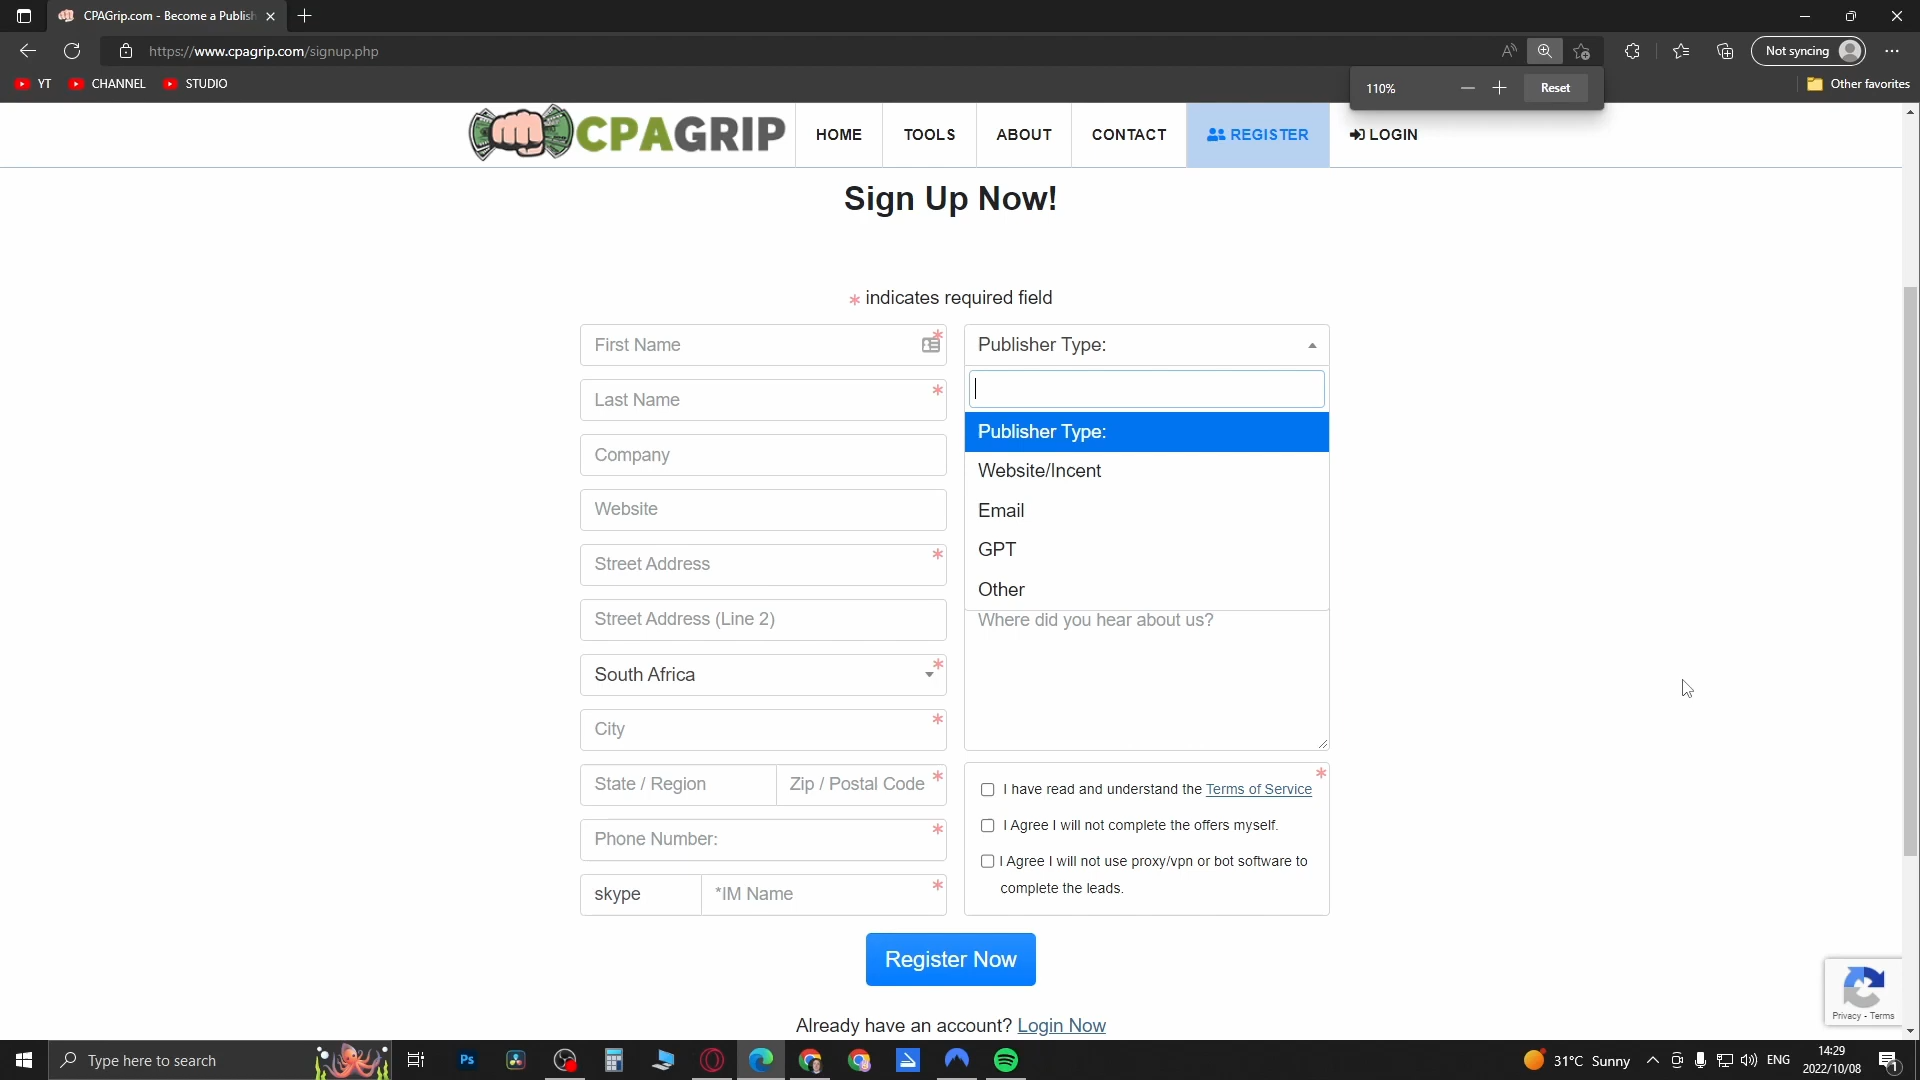 CPAGrip.com - Become a Publish
https://www.cpagrip.com/signup.php
Not syncing
YT
CHANNEL
STUDIO
110%
Reset
Other favorites
CPAGRIP
HOME
TOOLS
ABOUT
CONTACT
REGISTER
LOGIN
Sign Up Now!
* indicates required field
First Name *
Last Name *
Company
Website
Street Address *
Street Address (Line 2)
South Africa *
City *
State / Region
Zip / Postal Code *
Phone Number: *
skype
*IM Name *
Publisher Type:
Publisher Type:
Website/Incent
Email
GPT
Other
Where did you hear about us?
*
I have read and understand the Terms of Service
I Agree I will not complete the offers myself.
I Agree I will not use proxy/vpn or bot software to
complete the leads.
Register Now
Already have an account? Login Now
Privacy - Terms
Type here to search
Ps
31°C Sunny
ENG
14:29
2022/10/08
1